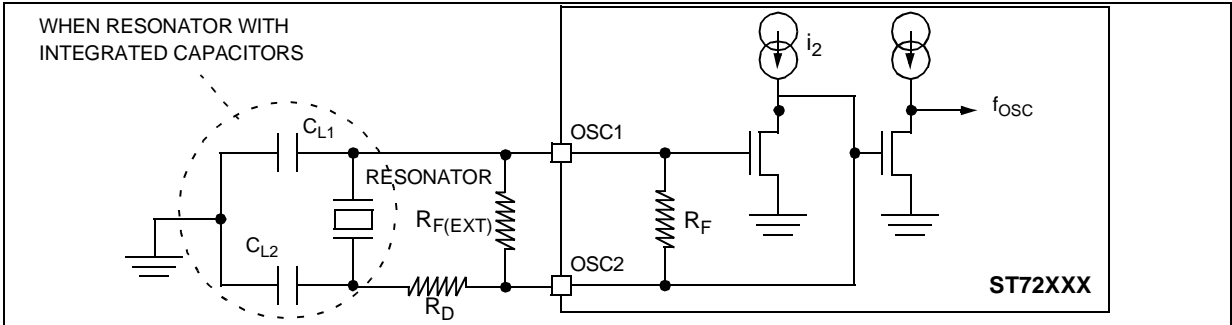 WHEN RESONATOR WITH
INTEGRATED CAPACITORS
i2
fOSC
CL1
OSC1
RESONATOR
RF(EXT)
RF
CL2
OSC2
RD
ST72XXX